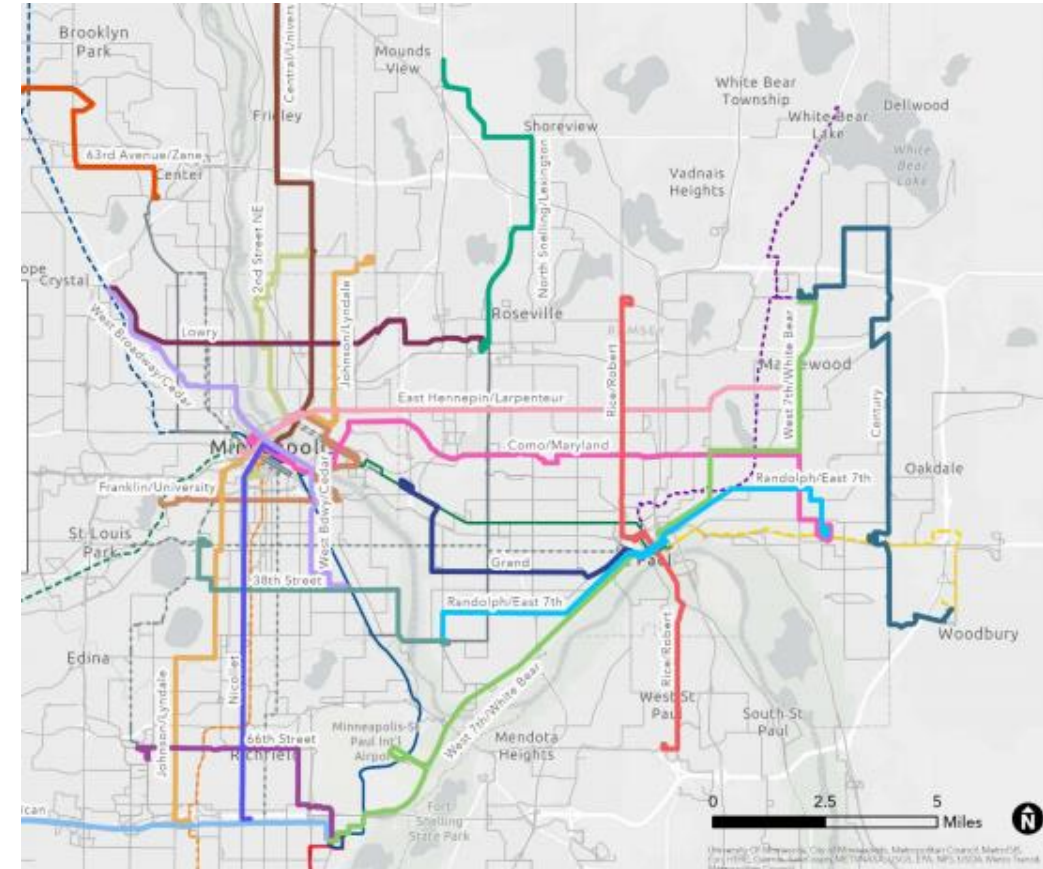 Brooklyn
Park
Mounds
View
Central/Univers
Fridley
White Bear
Township
White Bear
Lake
Dellwood
White
Bear
Lake
Shoreview
63rd Avenue/Zane
Center
Vadnais
Heights
2nd Street NE
North Snelling/Lexington
ope
Crystal
West Broadway/Cedar
Lowry
Johnson/Lyndale
Roseville
RAMSEY
Rice/Robert
Maplewood
West 7th/White Bear
Century
East Hennepin/Larpenteur
Como/Maryland
Oakdale
Franklin/University
West Bdwy/Cedar
Randolph/East 7th
St Louis
Park
Grand
Paul
38th Street
Randolph/East 7th
Woodbury
Edina
Nicollet
Johnson/Lyndale
Rice/Robert
West St
Paul
South St
Paul
West 7th/White Bear
Mendota
Heights
Minneapolis-St
Paul Int'l
Airport
66th Street
Richfield
Fort
Snelling
State Park
ican
0 2.5 5
Miles
N